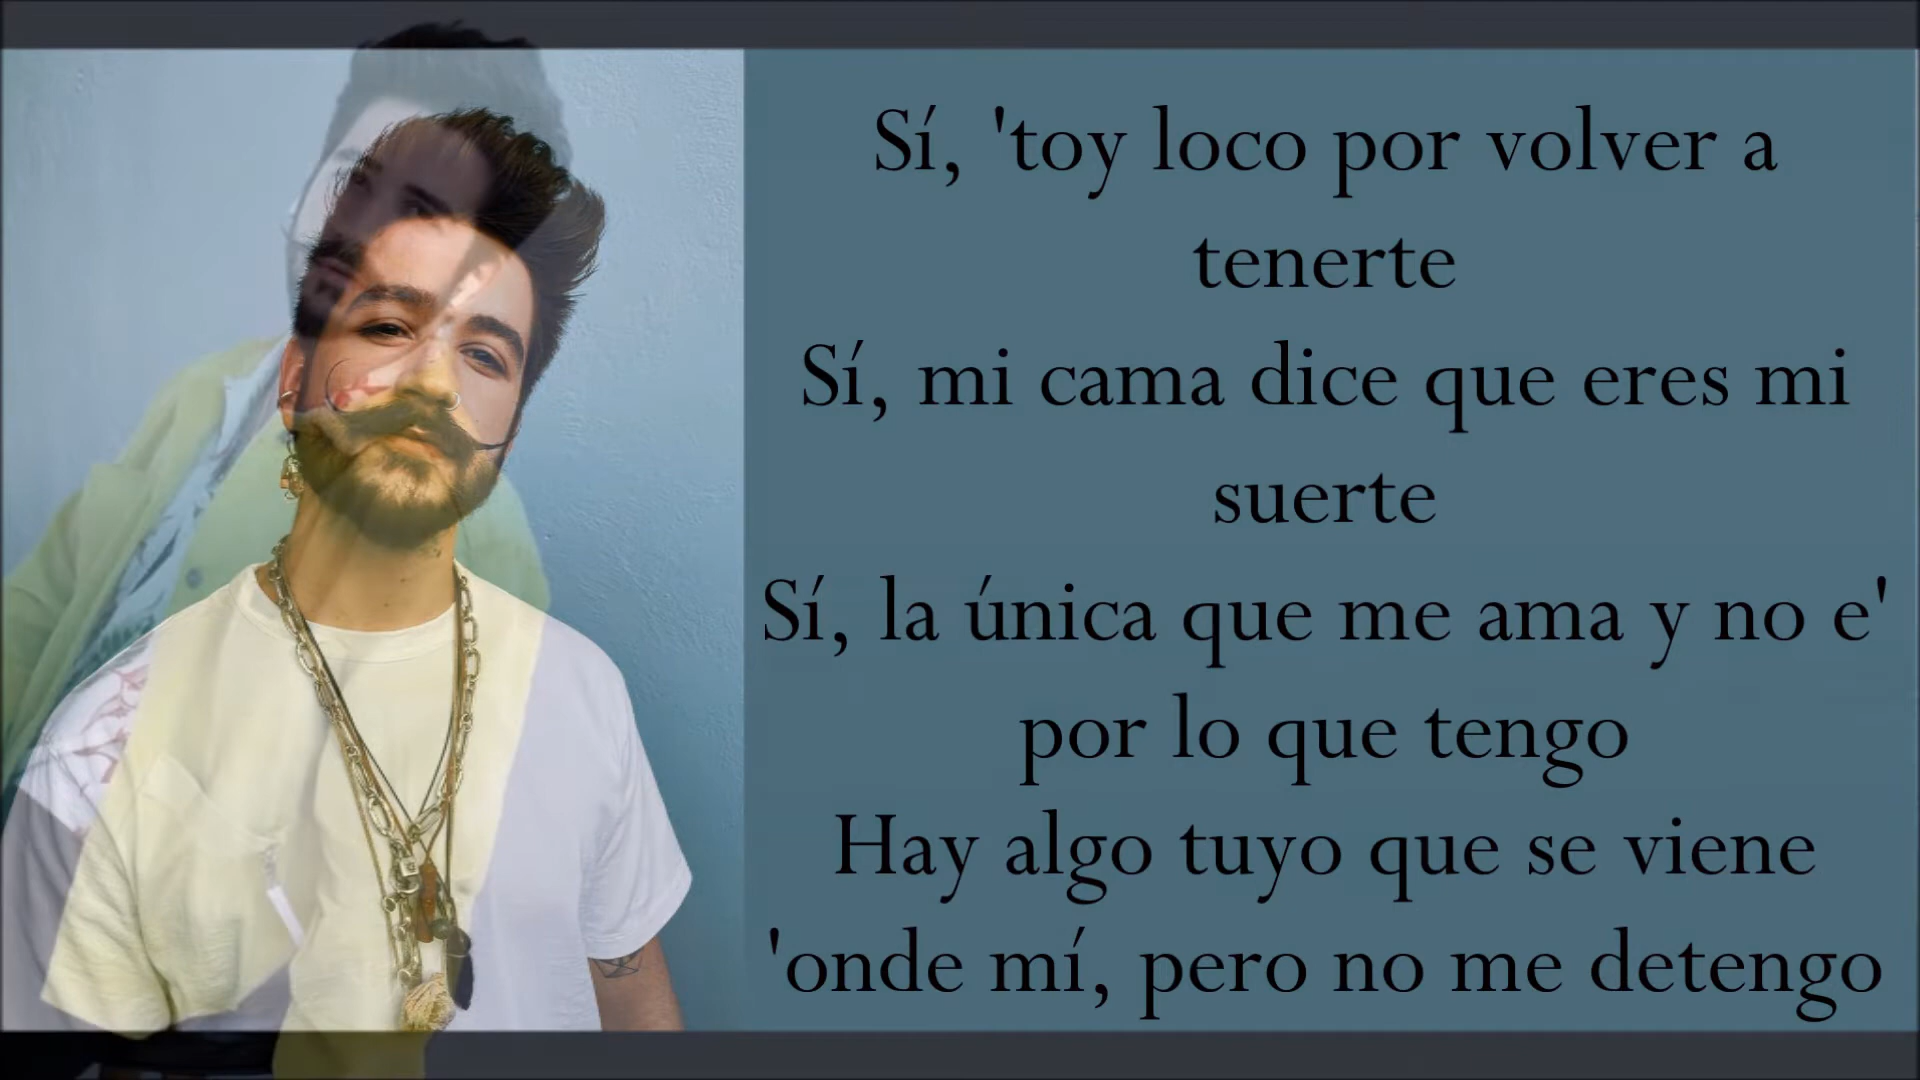 Sí, 'toy loco por volver a
tenerte
Sí, mi cama dice que eres mi
suerte
Sí, la única que me ama y no e'
por lo que tengo
Hay algo tuyo que se viene
'onde mí, pero no me detengo